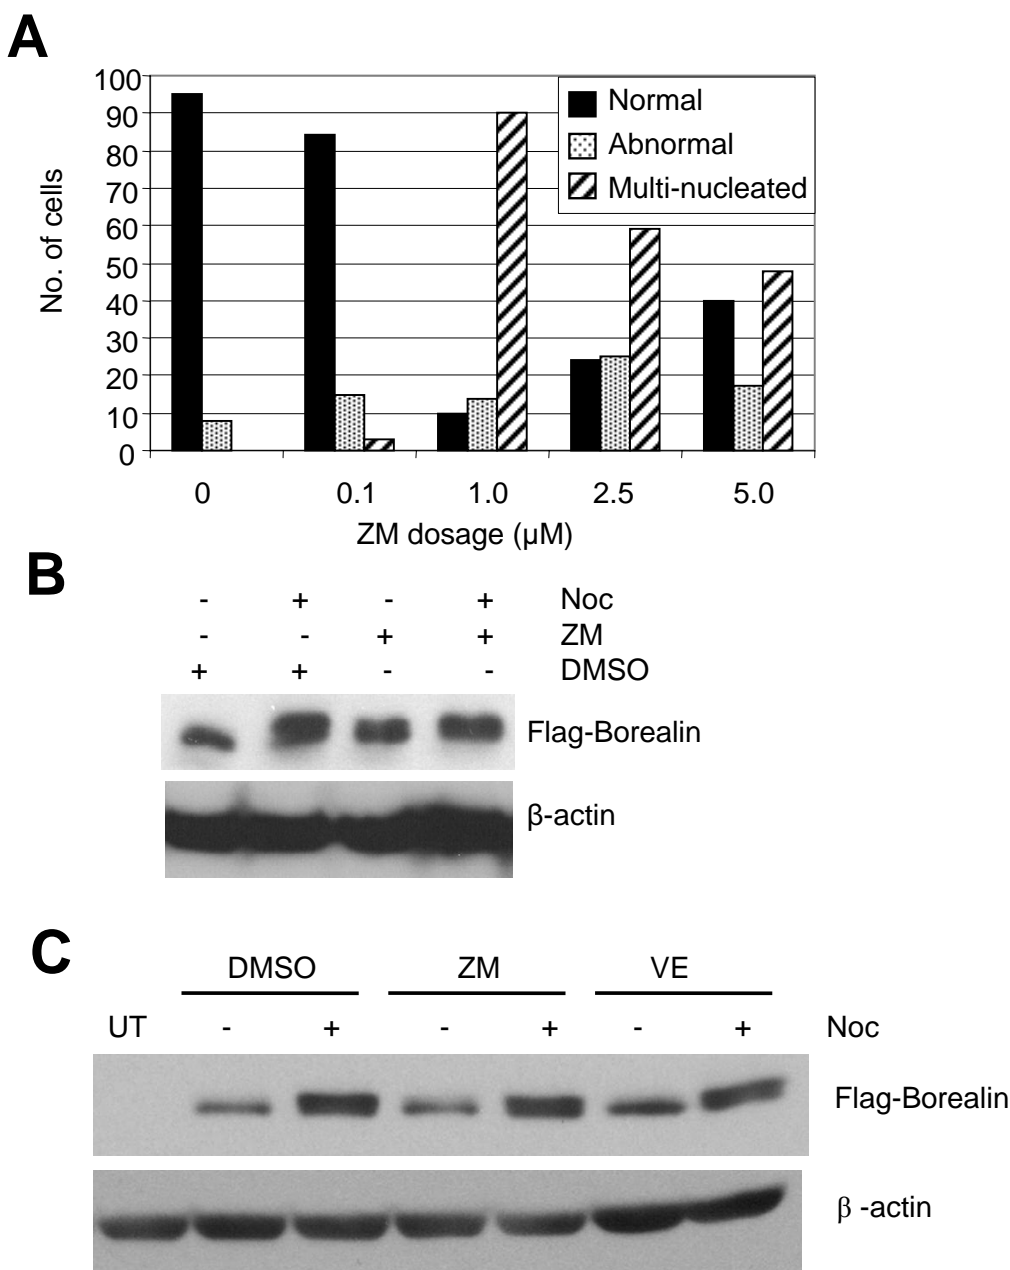 A
100
90
80
70
60
50
40
30
20
10
0
No. of cells
Normal
Abnormal
Multi-nucleated
0 0.1 1.0 2.5 5.0
ZM dosage (µM)
B
- + - + Noc
- - + + ZM
+ + - - DMSO
Flag-Borealin
β-actin
C
DMSO ZM VE
UT - + - + - + Noc
Flag-Borealin
β -actin